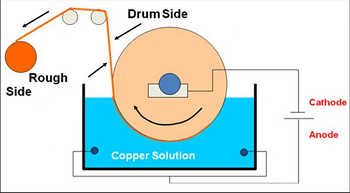 Drum Side
Rough
Side
Cathode
Anode
Copper Solution